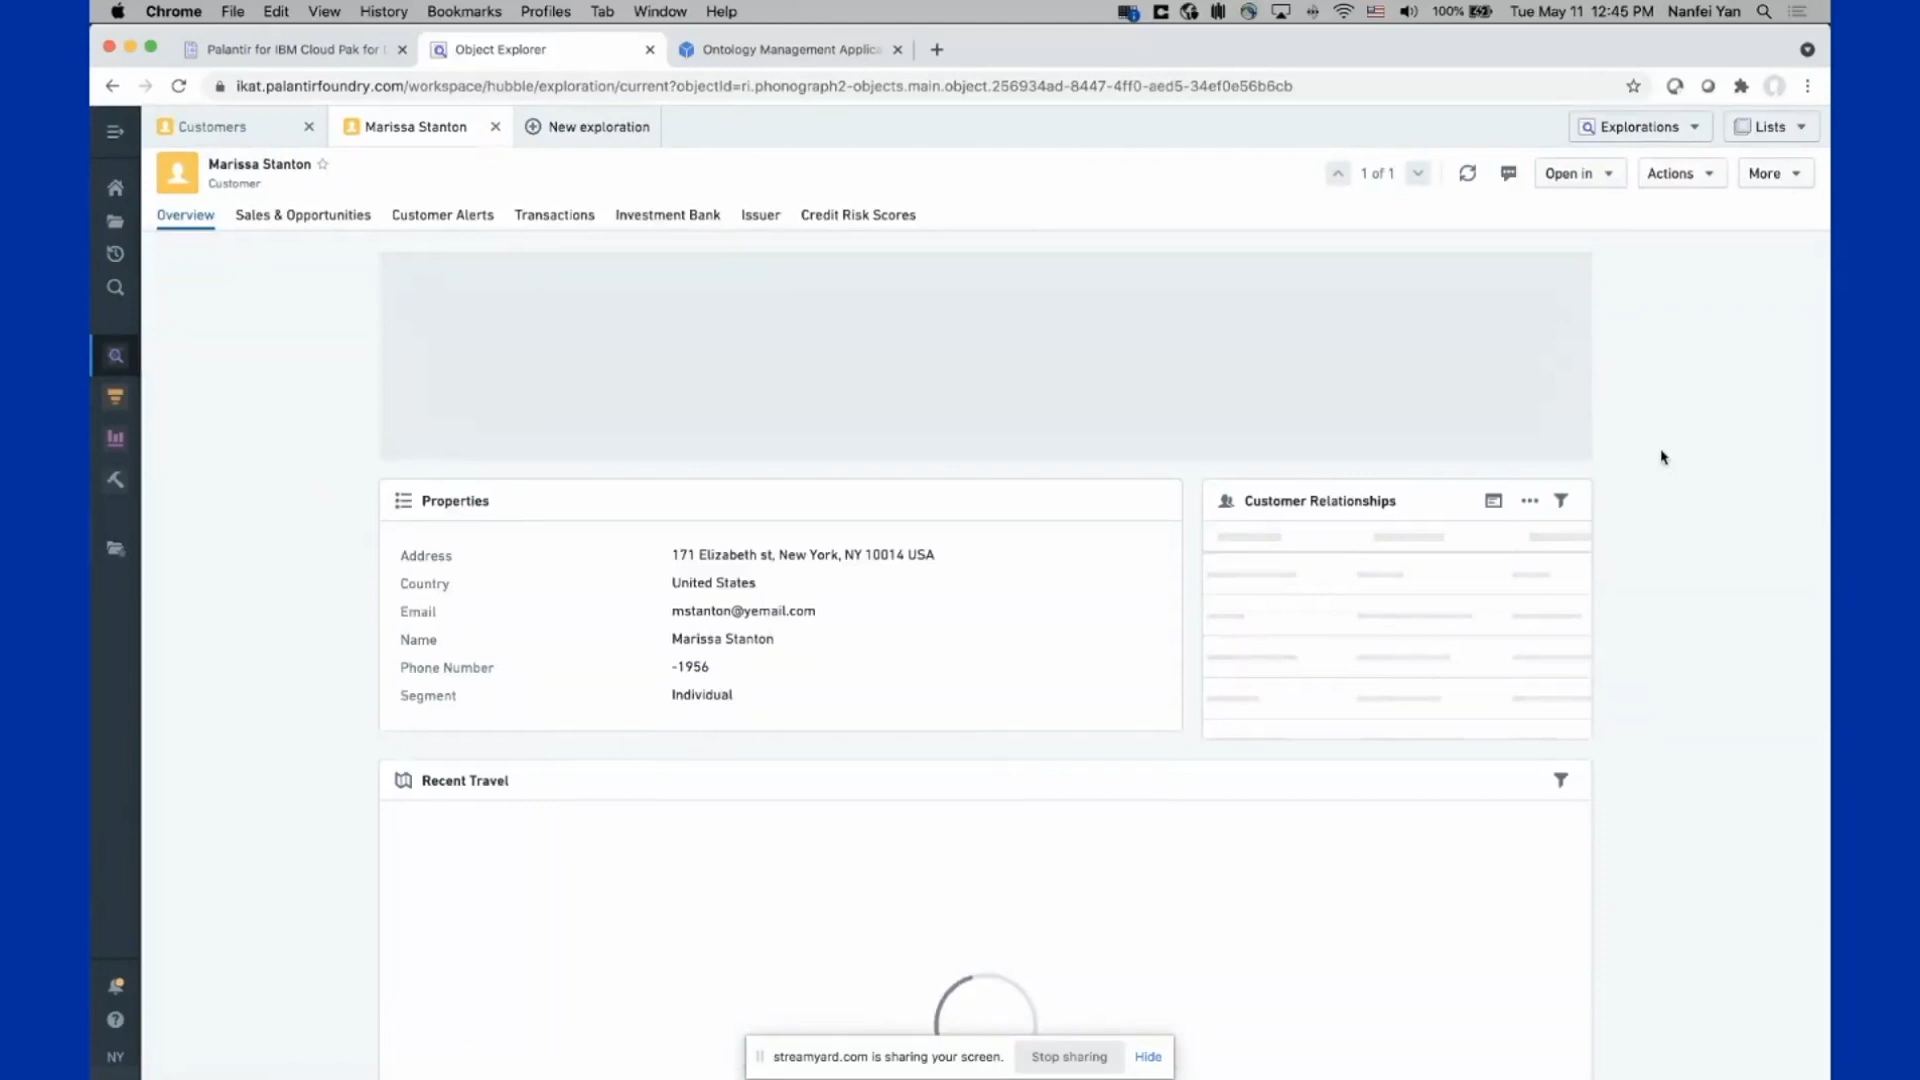 Chrome File Edit View History Bookmarks Profiles Tab Window Help 100% Tue May 11 12:45 PM Nanfei Yan
Palantir for IBM Cloud Pak for Object Explorer Ontology Management Applic
ikat.palantirfoundry.com/workspace/hubble/exploration/current?objectId=ri.phonograph2-objects.main.object.256934ad-8447-4ff0-aed5-34ef0e56b6cb
Customers Marissa Stanton New exploration Explorations Lists
Marissa Stanton
Customer
1 of 1 Open in Actions More
Overview Sales & Opportunities Customer Alerts Transactions Investment Bank Issuer Credit Risk Scores
Properties
Customer Relationships
Address 171 Elizabeth st, New York, NY 10014 USA
Country United States
Email mstanton@yemail.com
Name Marissa Stanton
Phone Number -1956
Segment Individual
Recent Travel
streamyard.com is sharing your screen. Stop sharing Hide
NY